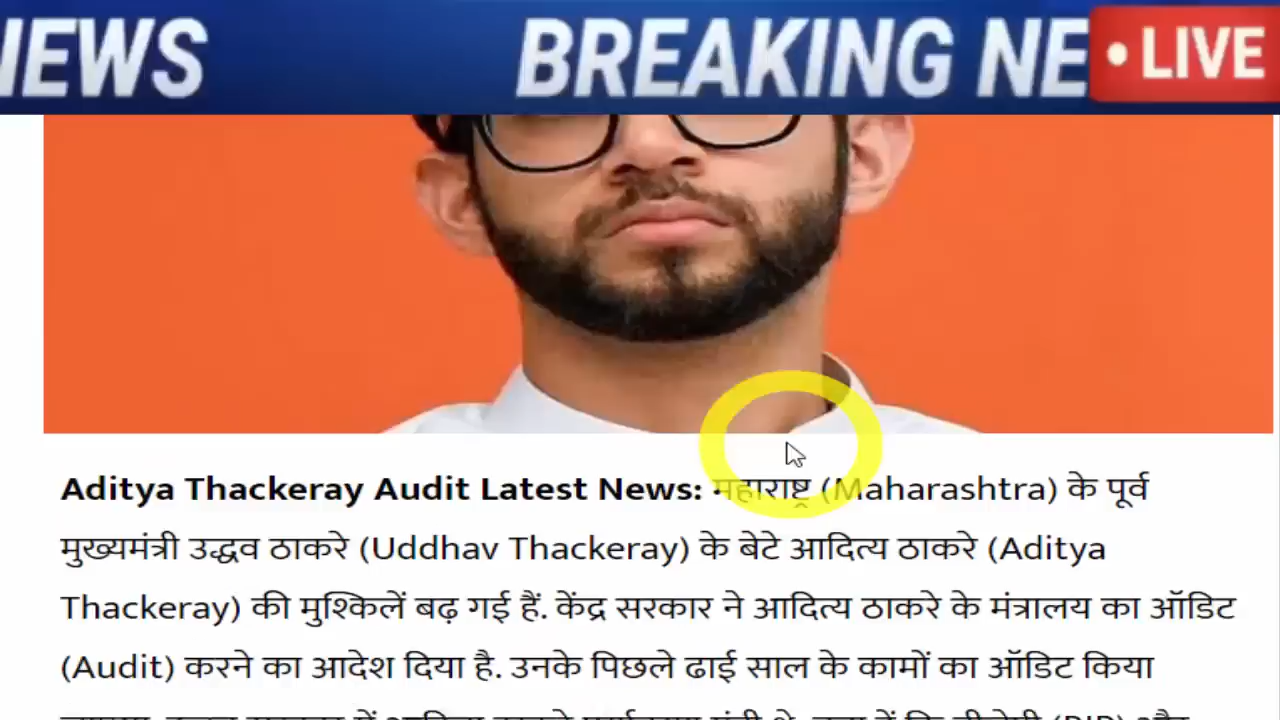 NEWS
BREAKING NE
• LIVE
Aditya Thackeray Audit Latest News: महाराष्ट्र (Maharashtra) के पूर्व
मुख्यमंत्री उद्धव ठाकरे (Uddhav Thackeray) के बेटे आदित्य ठाकरे (Aditya
Thackeray) की मुश्किलें बढ़ गई हैं. केंद्र सरकार ने आदित्य ठाकरे के मंत्रालय का ऑडिट
(Audit) करने का आदेश दिया है. उनके पिछले ढाई साल के कामों का ऑडिट किया